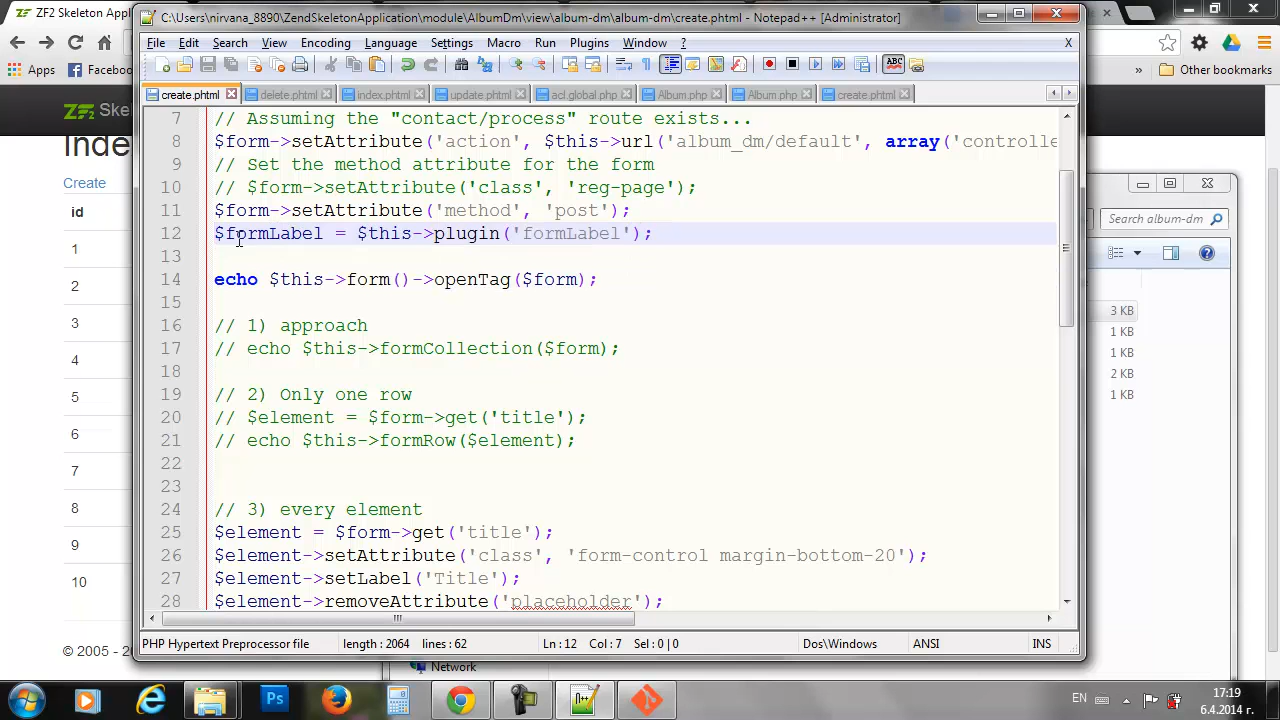 ZF2 Skeleton Applicatio
C:\Users\nirvana_8890\ZendSkeletonApplication\module\AlbumDm\view\album-dm\album-dm\create.phtml - Notepad++ [Administrator]
File Edit Search View Encoding Language Settings Macro Run Plugins Window ? X
Apps Faceboo
» Other bookmarks
create.phtml delete.phtml index.phtml update.phtml acl.global.php Album.php Album.php create.phtml
ZF2 Ske
Inde
Create
id
1
2
3
4
5
6
7
8
9
10
© 2005 - 20
7 // Assuming the "contact/process" route exists...
8 $form->setAttribute('action', $this->url('album_dm/default', array('controlle
9 // Set the method attribute for the form
10 // $form->setAttribute('class', 'reg-page');
11 $form->setAttribute('method', 'post');
12 $formLabel = $this->plugin('formLabel');
13
14 echo $this->form()->openTag($form);
15
16 // 1) approach
17 // echo $this->formCollection($form);
18
19 // 2) Only one row
20 // $element = $form->get('title');
21 // echo $this->formRow($element);
22
23
24 // 3) every element
25 $element = $form->get('title');
26 $element->setAttribute('class', 'form-control margin-bottom-20');
27 $element->setLabel('Title');
28 $element->removeAttribute('placeholder');
Search album-dm
3 KB
1 KB
1 KB
2 KB
1 KB
PHP Hypertext Preprocessor file length : 2064 lines : 62 Ln : 12 Col : 7 Sel : 0 | 0 Dos\Windows ANSI INS
Network
EN
17:19
6.4.2014 г.